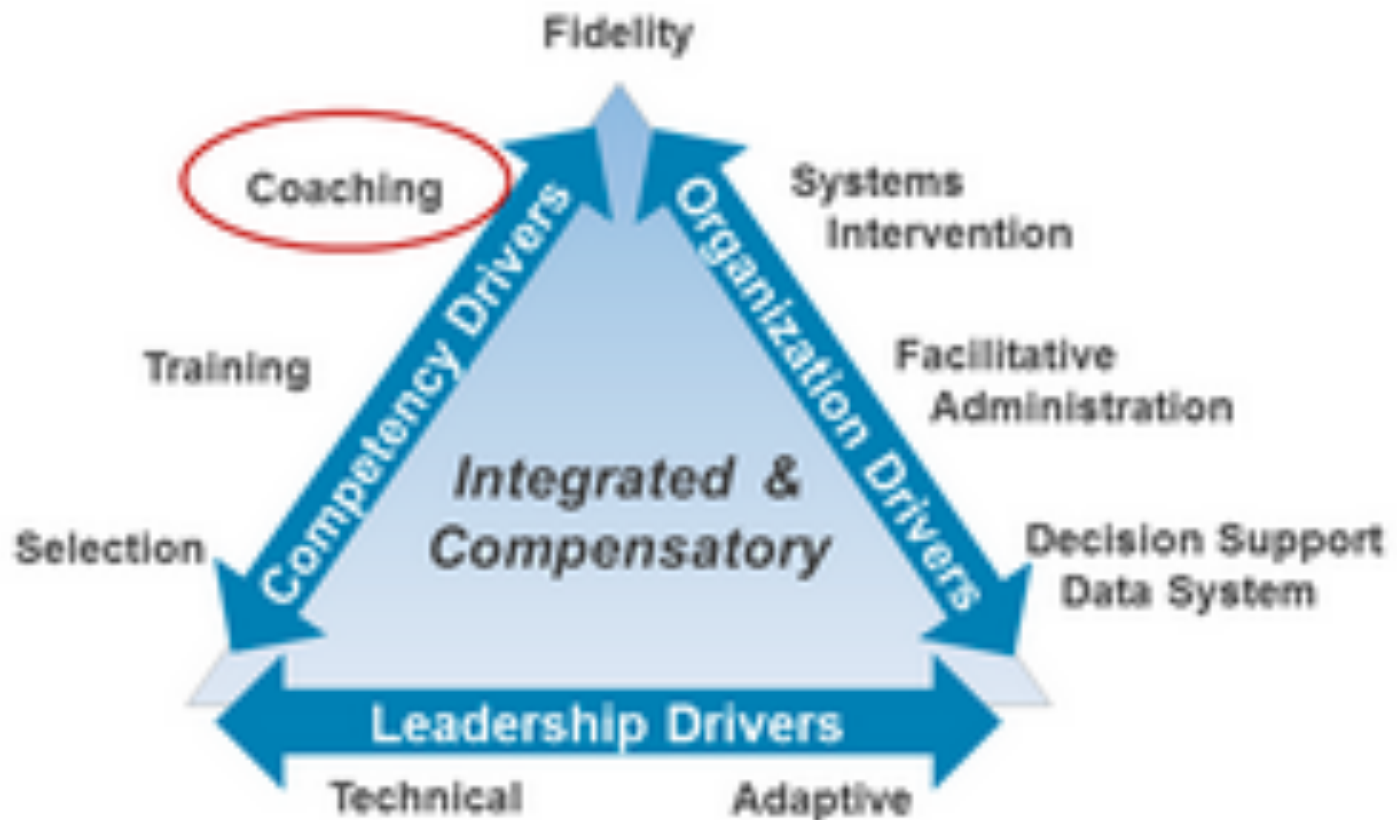 Fidelity
Coaching
Systems
Intervention
Training
Competency Drivers
Organization Drivers
Facilitative
Administration
Integrated &
Compensatory
Selection
Decision Support
Data System
Leadership Drivers
Technical
Adaptive